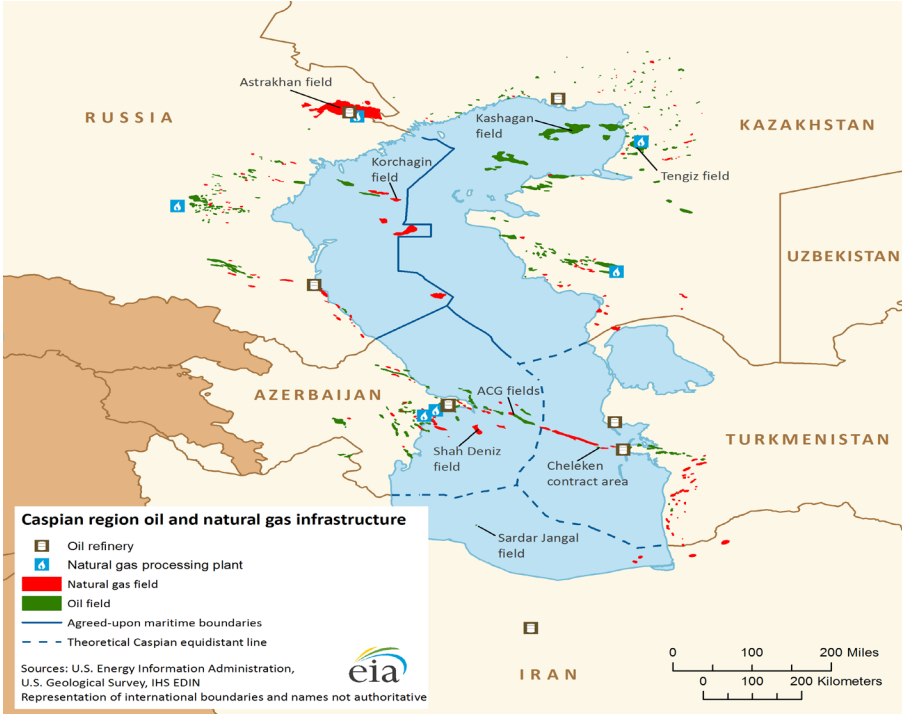 Astrakhan field
RUSSIA
Kashagan
field
KAZAKHSTAN
Korchagin
field
Tengiz field
UZBEKISTAN
AZERBAIJAN
ACG fields
TURKMENISTAN
Shah Deniz
field
Cheleken
contract area
Sardar Jangal
field
Caspian region oil and natural gas infrastructure
Oil refinery
Natural gas processing plant
Natural gas field
Oil field
Agreed-upon maritime boundaries
Theoretical Caspian equidistant line
Sources: U.S. Energy Information Administration,
U.S. Geological Survey, IHS EDIN
Representation of international boundaries and names not authoritative
eia
IRAN
0 100 200 Miles
0 100 200 Kilometers